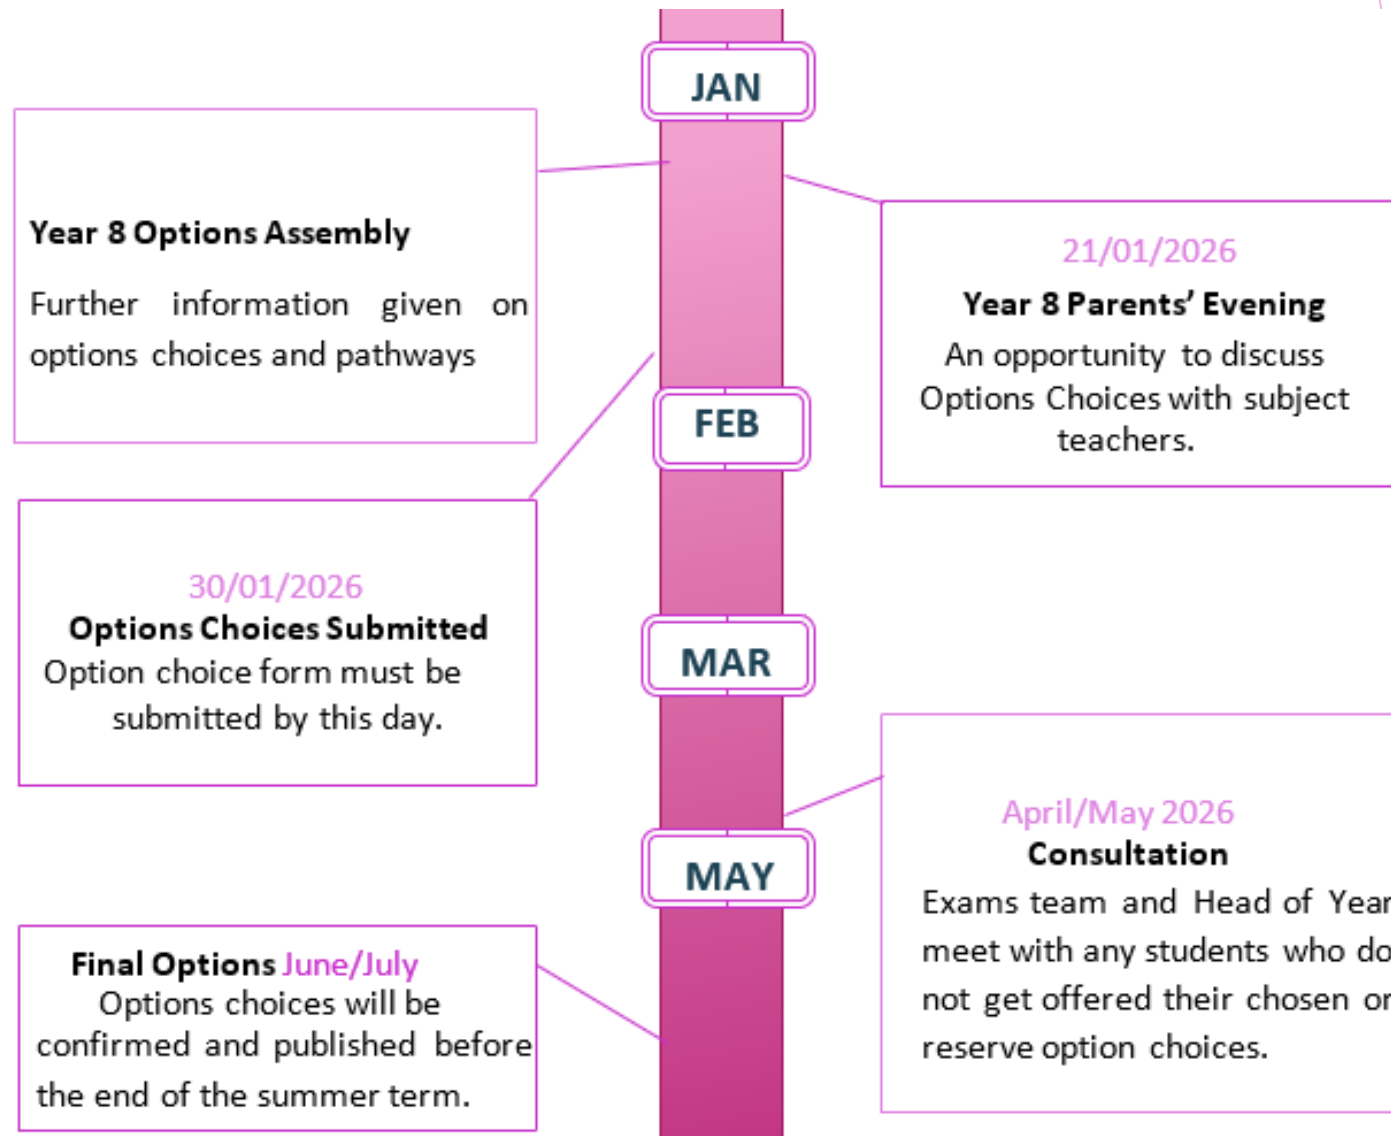 JAN
Year 8 Options Assembly
Further information given on
options choices and pathways
21/01/2026
Year 8 Parents’ Evening
An opportunity to discuss
Options Choices with subject
teachers.
FEB
30/01/2026
Options Choices Submitted
Option choice form must be
submitted by this day.
MAR
April/May 2026
Consultation
Exams team and Head of Year
meet with any students who do
not get offered their chosen or
reserve option choices.
MAY
Final Options June/July
Options choices will be
confirmed and published before
the end of the summer term.